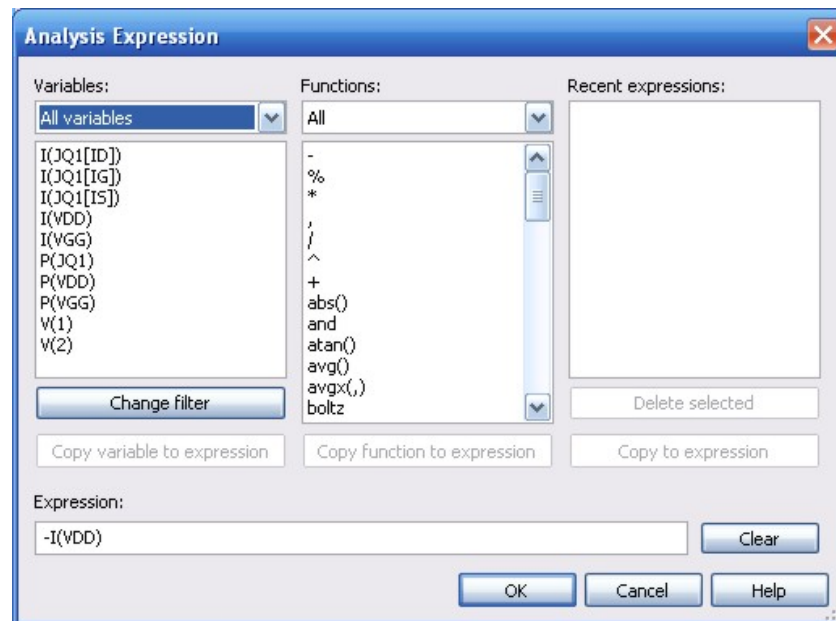 Analysis Expression
Variables:
All variables
I(JQ1[ID])
I(JQ1[IG])
I(JQ1[IS])
I(VDD)
I(VGG)
P(JQ1)
P(VDD)
P(VGG)
V(1)
V(2)
Change filter
Copy variable to expression
Functions:
All
-
%
*
,
/
^
+
abs()
and
atan()
avg()
avgx(,)
boltz
Copy function to expression
Recent expressions:
Delete selected
Copy to expression
Expression:
-I(VDD)
Clear
OK
Cancel
Help